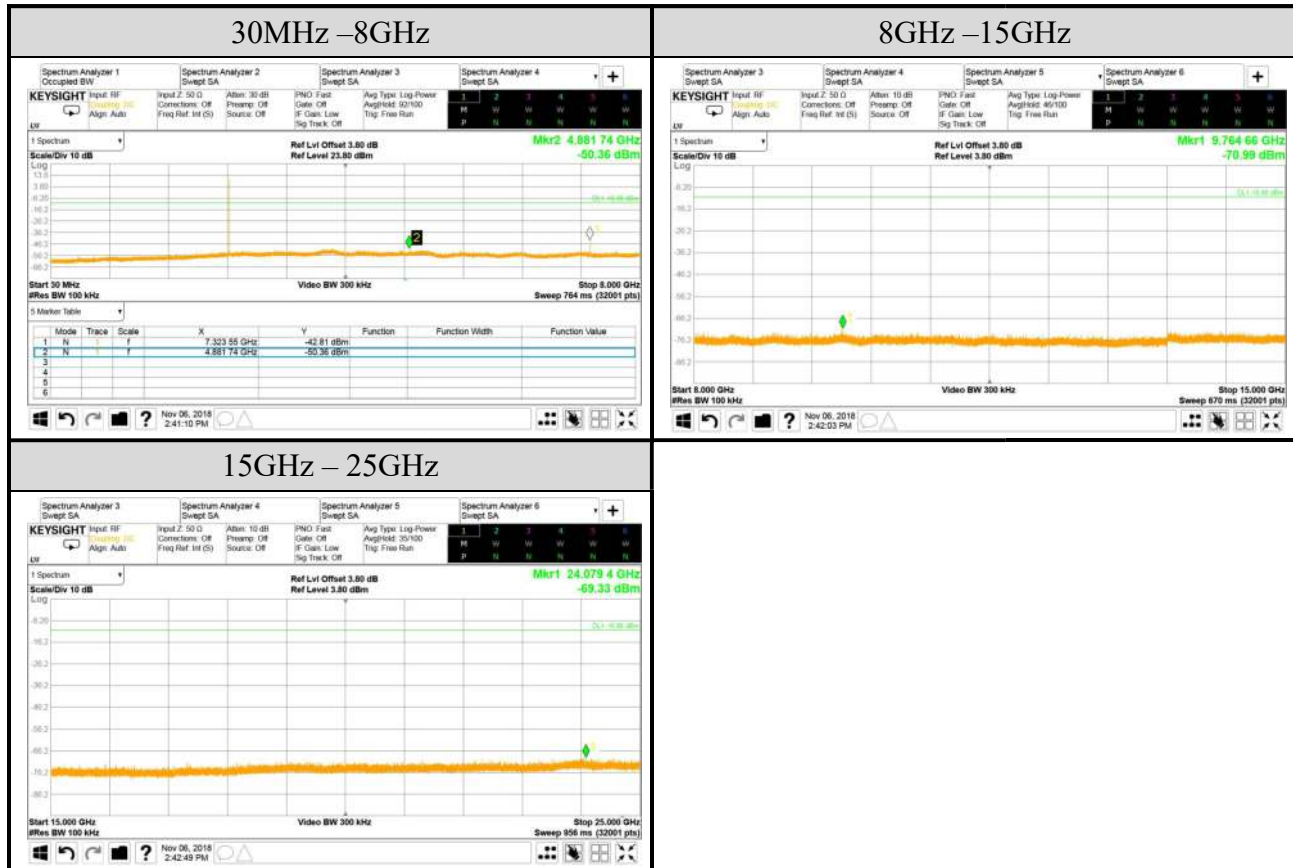 30MHz –8GHz
Spectrum Analyzer 1
Occupied BW
Spectrum Analyzer 2
Swept SA
Spectrum Analyzer 3
Swept SA
Spectrum Analyzer 4
Swept SA
KEYSIGHT
Input: RF
Align: Auto
Input Z: 50 Ω
Corrections: Off
Freq Ref: Int (S)
Atten: 30 dB
Preamp: Off
Source: Off
PNO: Fast
Gate: Off
IF Gain: Low
Sig Track: Off
Avg Type: Log-Power
Avg|Hold: 92/100
Trig: Free Run
1 Spectrum
Scale/Div 10 dB
Log
Ref Lvl Offset 3.80 dB
Ref Level 23.80 dBm
Mkr2 4.881 74 GHz
-50.36 dBm
Start 30 MHz
#Res BW 100 kHz
Video BW 300 kHz
Stop 8.000 GHz
Sweep 764 ms (32001 pts)
5 Marker Table
Mode Trace Scale X Y Function Function Width Function Value
1 N 1 f 7.323 55 GHz -42.81 dBm
2 N 1 f 4.881 74 GHz -50.36 dBm
3
4
5
6
Nov 06, 2018
2:41:10 PM
8GHz –15GHz
Spectrum Analyzer 3
Swept SA
Spectrum Analyzer 4
Swept SA
Spectrum Analyzer 5
Swept SA
Spectrum Analyzer 6
Swept SA
KEYSIGHT
Input: RF
Align: Auto
Input Z: 50 Ω
Corrections: Off
Freq Ref: Int (S)
Atten: 10 dB
Preamp: Off
Source: Off
PNO: Fast
Gate: Off
IF Gain: Low
Sig Track: Off
Avg Type: Log-Power
Avg|Hold: 46/100
Trig: Free Run
1 Spectrum
Scale/Div 10 dB
Log
Ref Lvl Offset 3.80 dB
Ref Level 3.80 dBm
Mkr1 9.764 66 GHz
-70.99 dBm
Start 8.000 GHz
#Res BW 100 kHz
Video BW 300 kHz
Stop 15.000 GHz
Sweep 670 ms (32001 pts)
Nov 06, 2018
2:42:03 PM
15GHz – 25GHz
Spectrum Analyzer 3
Swept SA
Spectrum Analyzer 4
Swept SA
Spectrum Analyzer 5
Swept SA
Spectrum Analyzer 6
Swept SA
KEYSIGHT
Input: RF
Align: Auto
Input Z: 50 Ω
Corrections: Off
Freq Ref: Int (S)
Atten: 10 dB
Preamp: Off
Source: Off
PNO: Fast
Gate: Off
IF Gain: Low
Sig Track: Off
Avg Type: Log-Power
Avg|Hold: 35/100
Trig: Free Run
1 Spectrum
Scale/Div 10 dB
Log
Ref Lvl Offset 3.80 dB
Ref Level 3.80 dBm
Mkr1 24.079 4 GHz
-69.33 dBm
Start 15.000 GHz
#Res BW 100 kHz
Video BW 300 kHz
Stop 25.000 GHz
Sweep 956 ms (32001 pts)
Nov 06, 2018
2:42:49 PM